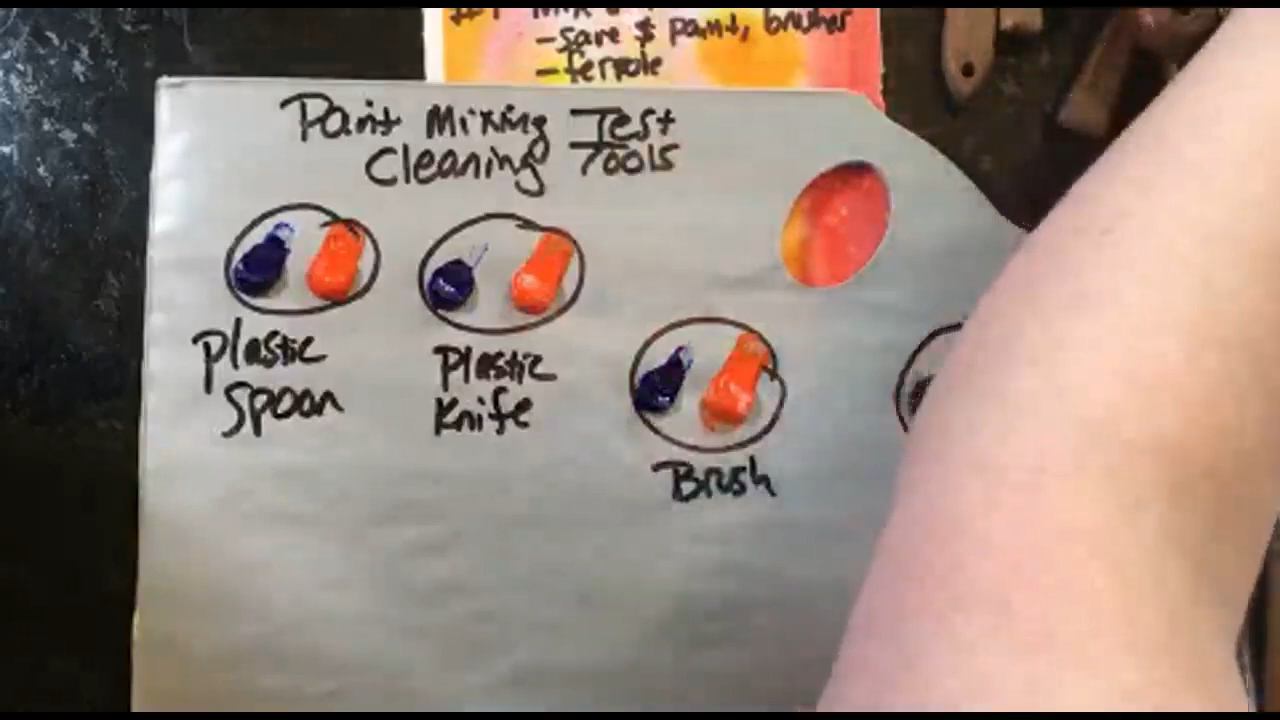 - save $ paint, brushes
- ferrule
Paint Mixing Test
Cleaning Tools
Plastic
Spoon
Plastic
Knife
Brush